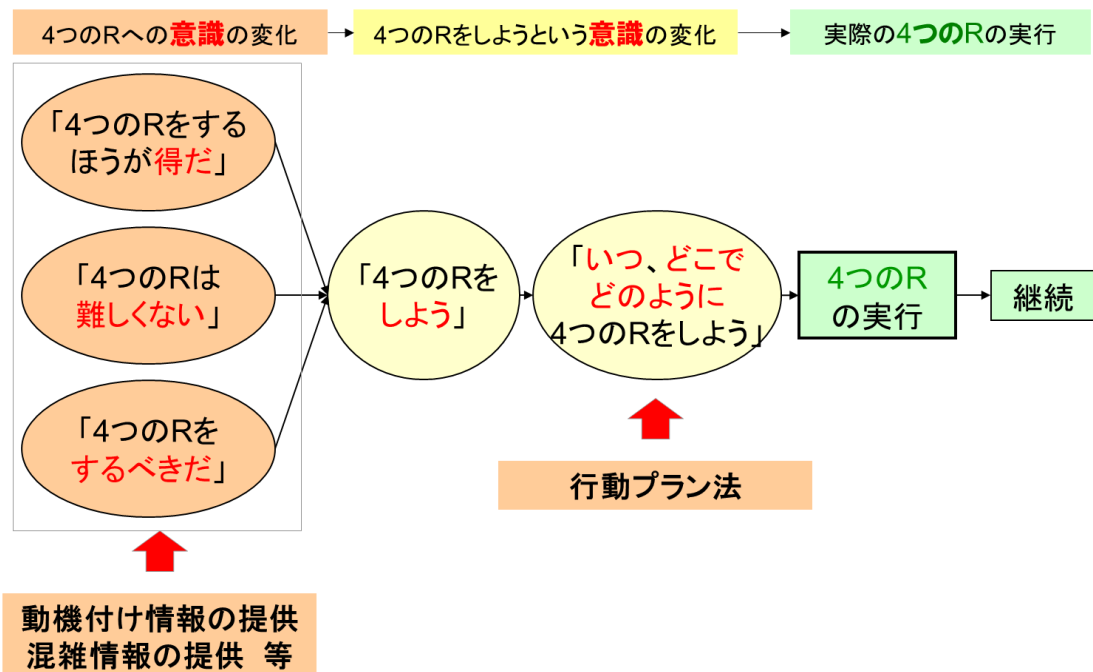 4つのRへの意識の変化
4つのRをしようという意識の変化
実際の4つのRの実行
「4つのRをする
ほうが得だ」
「4つのRは
難しくない」
「4つのRを
するべきだ」
「4つのRを
しよう」
「いつ、どこで
どのように
4つのRをしよう」
4つのR
の実行
継続
行動プラン法
動機付け情報の提供
混雑情報の提供 等